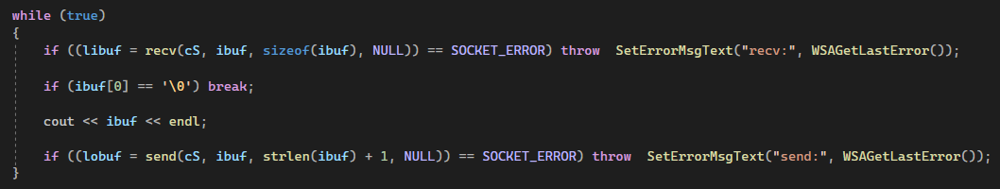 while (true)
{
if ((libuf = recv(cS, ibuf, sizeof(ibuf), NULL)) == SOCKET_ERROR) throw  SetErrorMsgText("recv:", WSAGetLastError());
if (ibuf[0] == '\0') break;
cout << ibuf << endl;
if ((lobuf = send(cS, ibuf, strlen(ibuf) + 1, NULL)) == SOCKET_ERROR) throw  SetErrorMsgText("send:", WSAGetLastError());
}